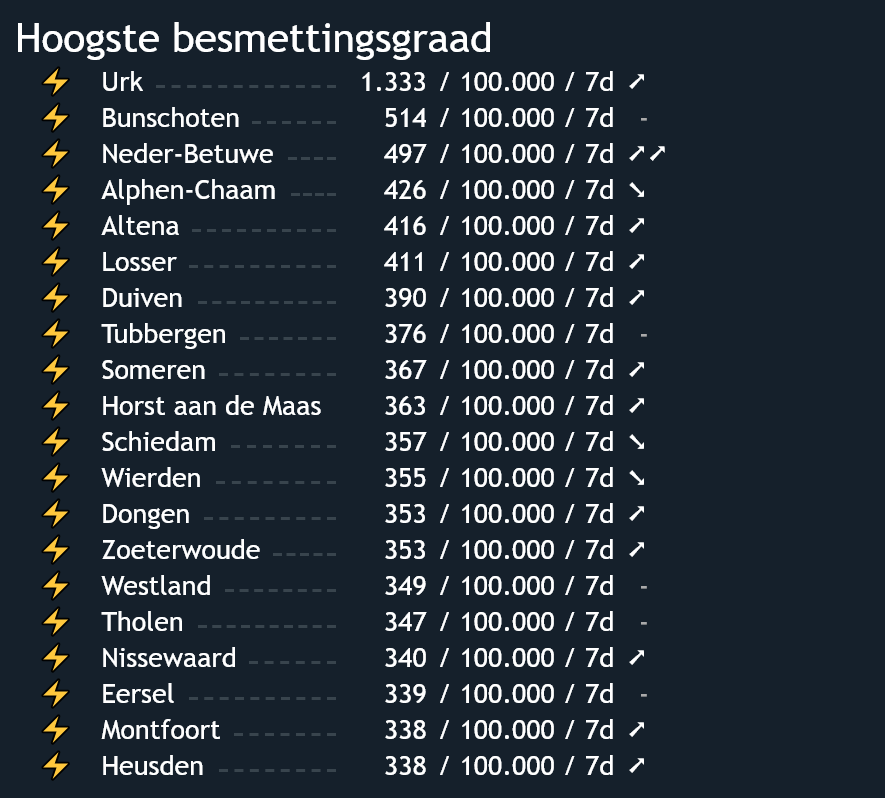 Hoogste besmettingsgraad
⚡ Urk ------------ 1.333 / 100.000 / 7d ➚
⚡ Bunschoten ------ 514 / 100.000 / 7d -
⚡ Neder-Betuwe ---- 497 / 100.000 / 7d ➚➚
⚡ Alphen-Chaam ---- 426 / 100.000 / 7d ➘
⚡ Altena ---------- 416 / 100.000 / 7d ➚
⚡ Losser ---------- 411 / 100.000 / 7d ➚
⚡ Duiven ---------- 390 / 100.000 / 7d ➚
⚡ Tubbergen ------- 376 / 100.000 / 7d -
⚡ Someren -------- 367 / 100.000 / 7d ➚
⚡ Horst aan de Maas 363 / 100.000 / 7d ➚
⚡ Schiedam -------- 357 / 100.000 / 7d ➘
⚡ Wierden --------- 355 / 100.000 / 7d ➘
⚡ Dongen ---------- 353 / 100.000 / 7d ➚
⚡ Zoeterwoude ----- 353 / 100.000 / 7d ➚
⚡ Westland -------- 349 / 100.000 / 7d -
⚡ Tholen ---------- 347 / 100.000 / 7d -
⚡ Nissewaard ------ 340 / 100.000 / 7d ➚
⚡ Eersel ---------- 339 / 100.000 / 7d -
⚡ Montfoort ------- 338 / 100.000 / 7d ➚
⚡ Heusden -------- 338 / 100.000 / 7d ➚